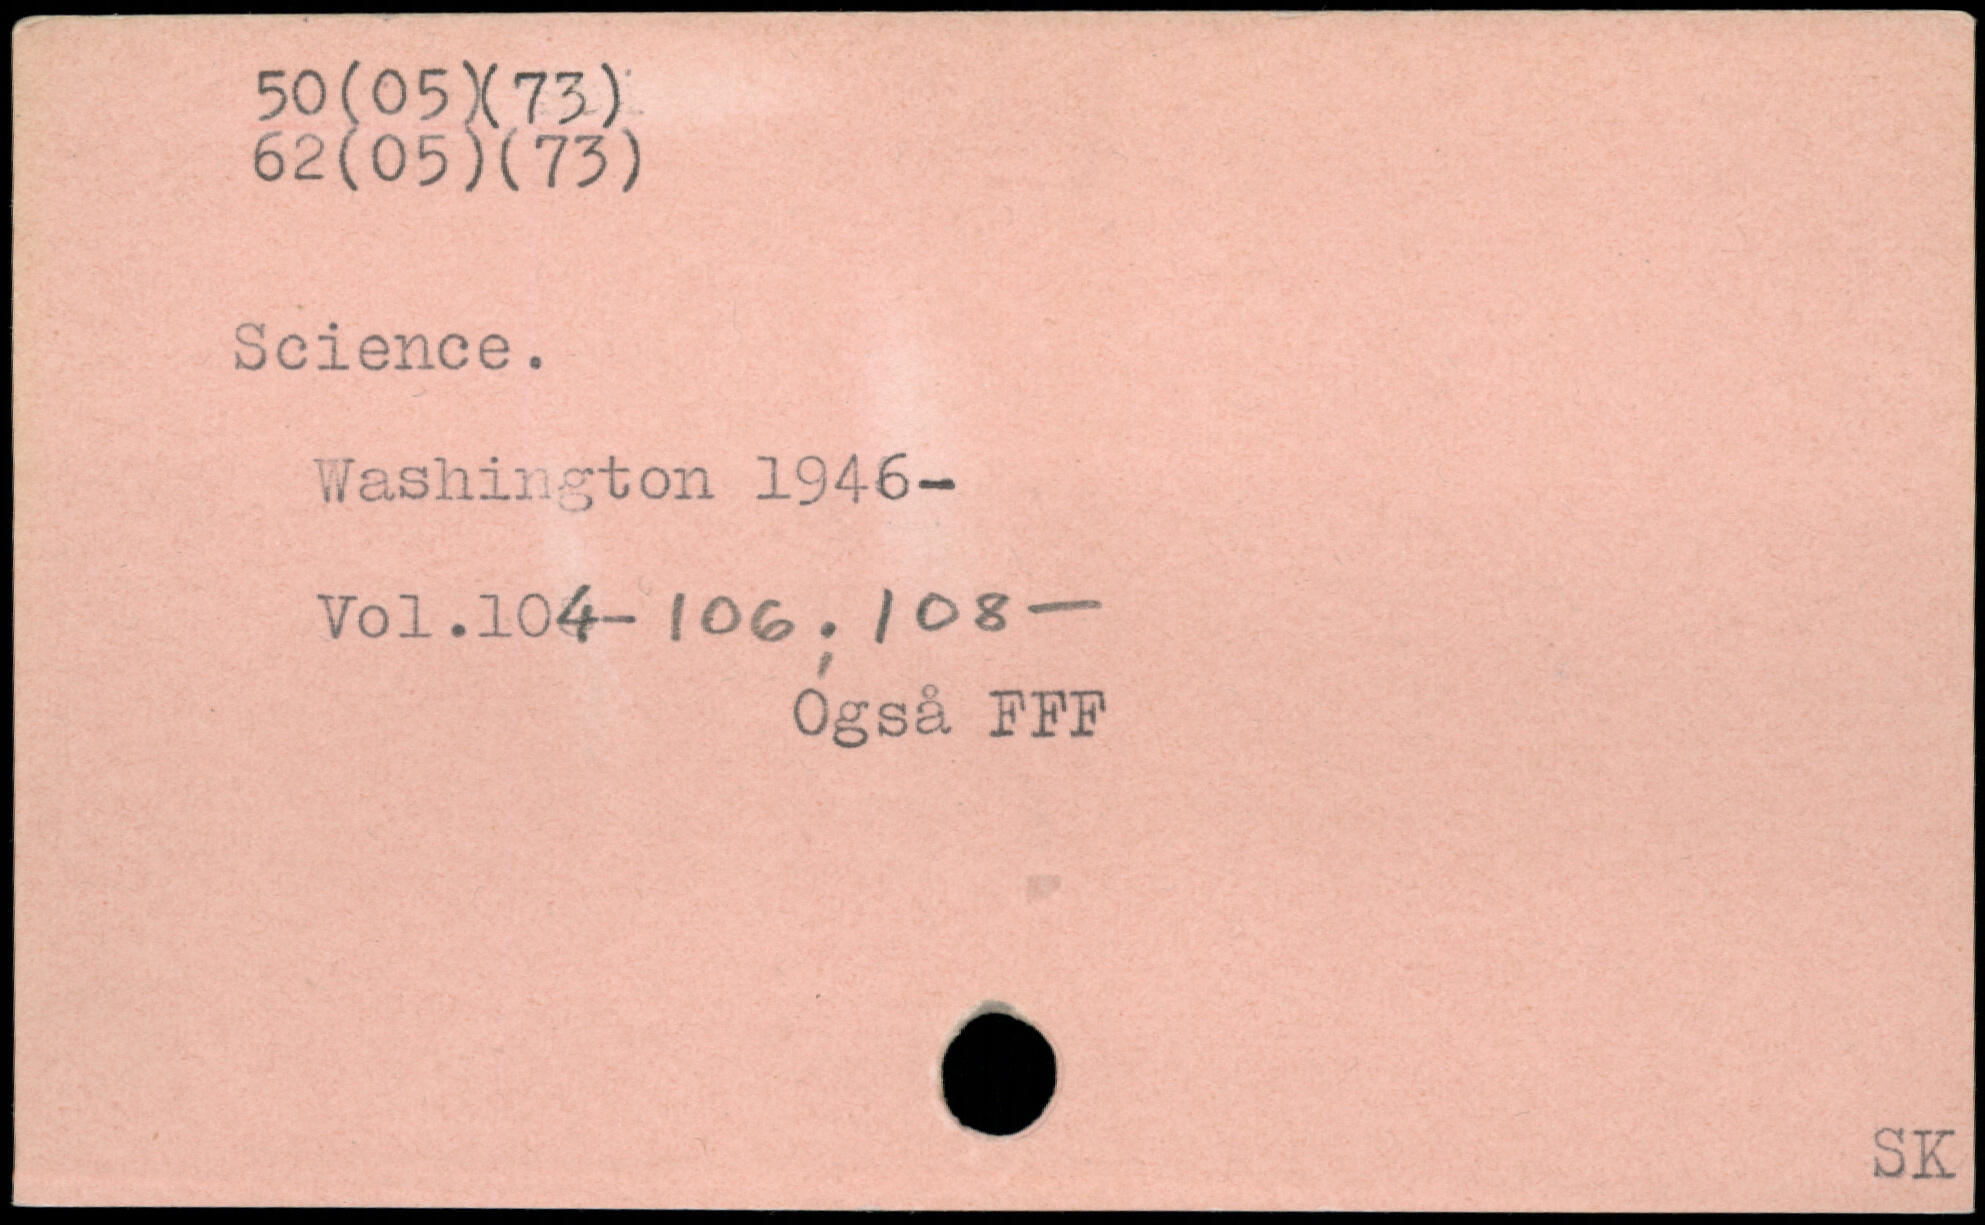 50(05)(73)
62(05)(73)
Science.
Washington 1946-
Vol.104- 106; 108-
Også FFF
SK